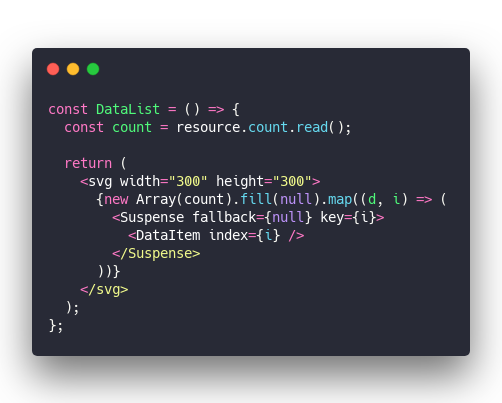 const DataList = () => {
  const count = resource.count.read();

  return (
    <svg width="300" height="300">
      {new Array(count).fill(null).map((d, i) => (
        <Suspense fallback={null} key={i}>
          <DataItem index={i} />
        </Suspense>
      ))}
    </svg>
  );
};